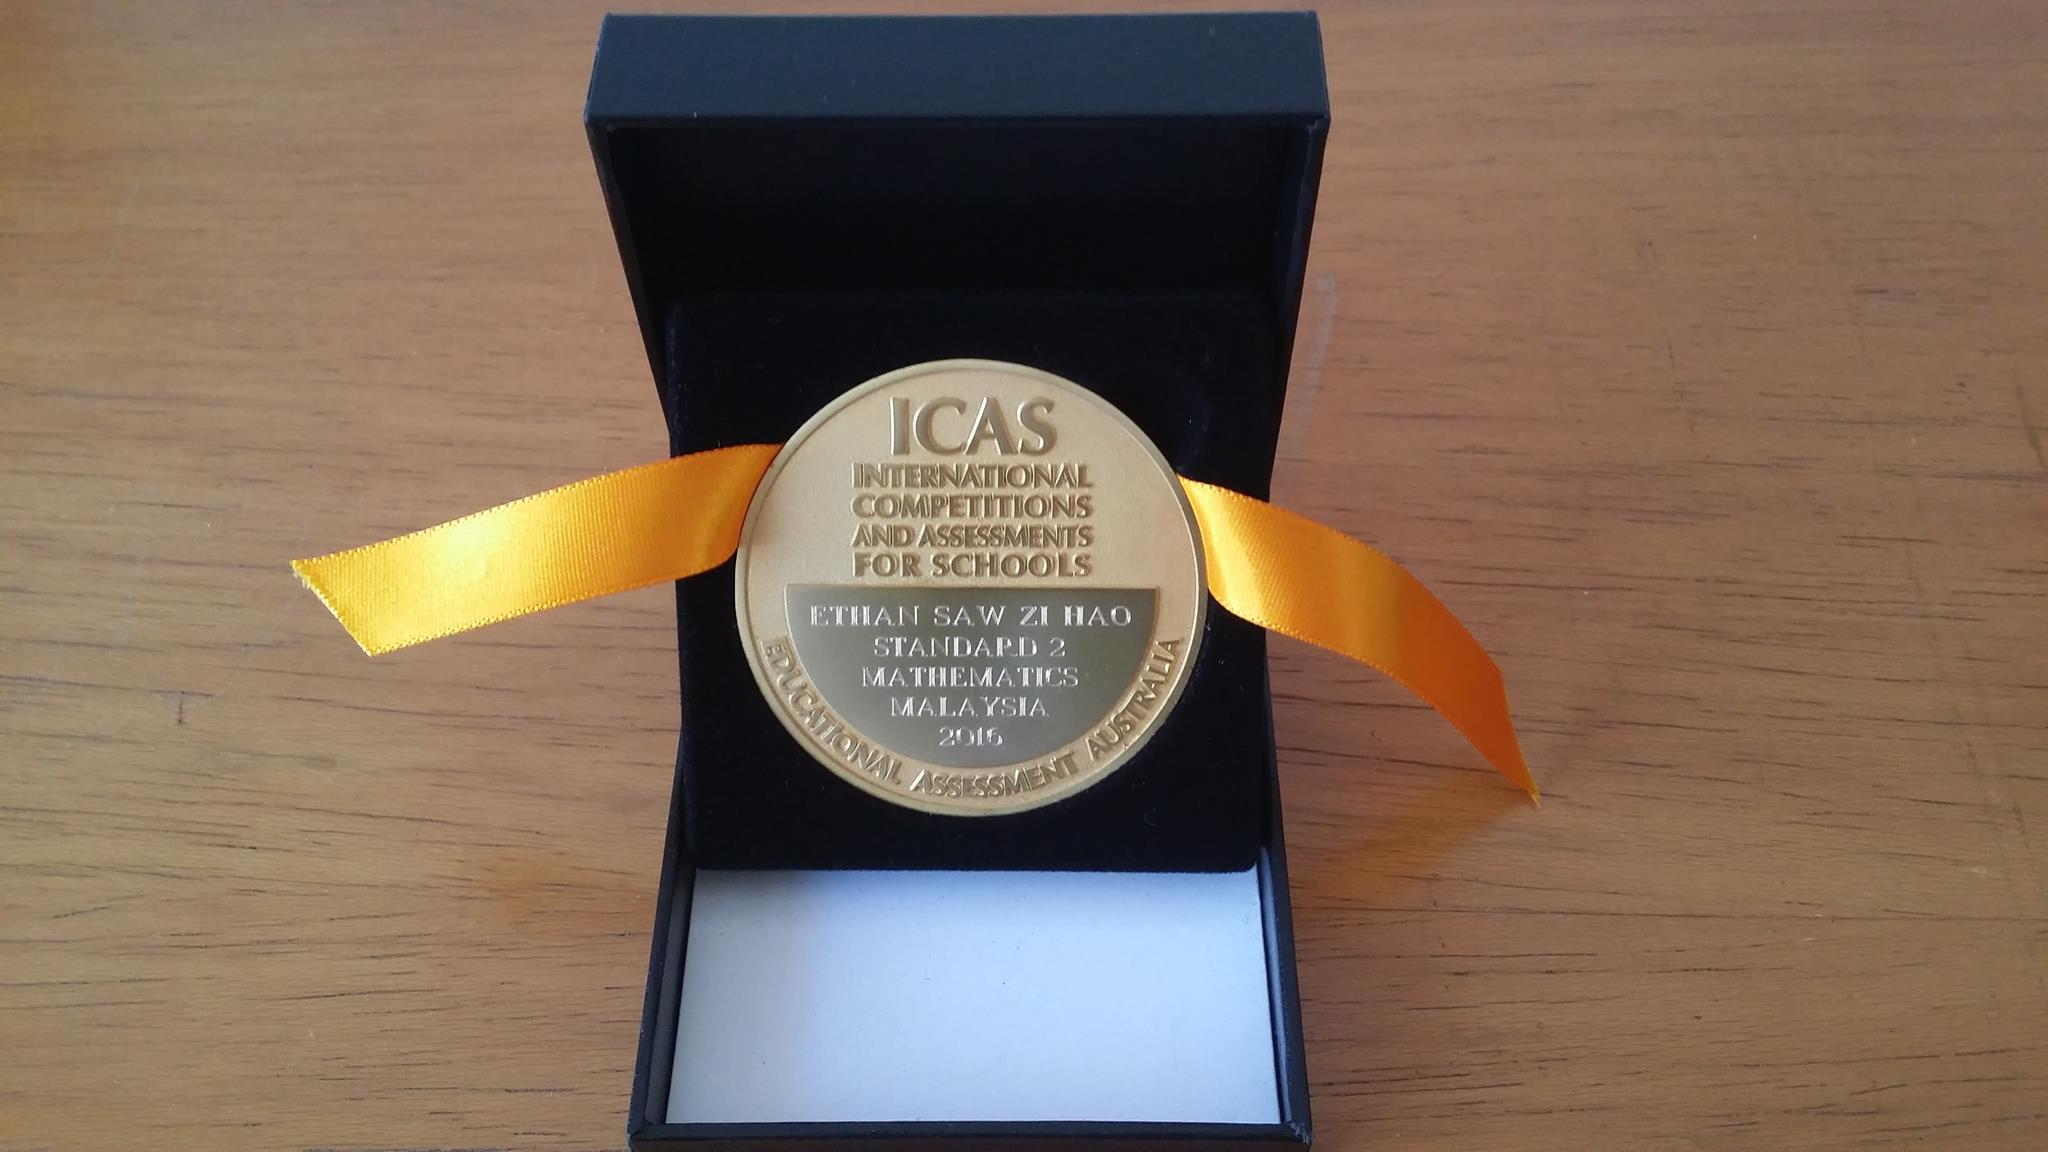 ICAS
INTERNATIONAL
COMPETITIONS
AND ASSESSMENTS
FOR SCHOOLS
ETHAN SAW ZI HAO
STANDARD 2
MATHEMATICS
MALAYSIA
2016
EDUCATIONAL ASSESSMENT AUSTRALIA